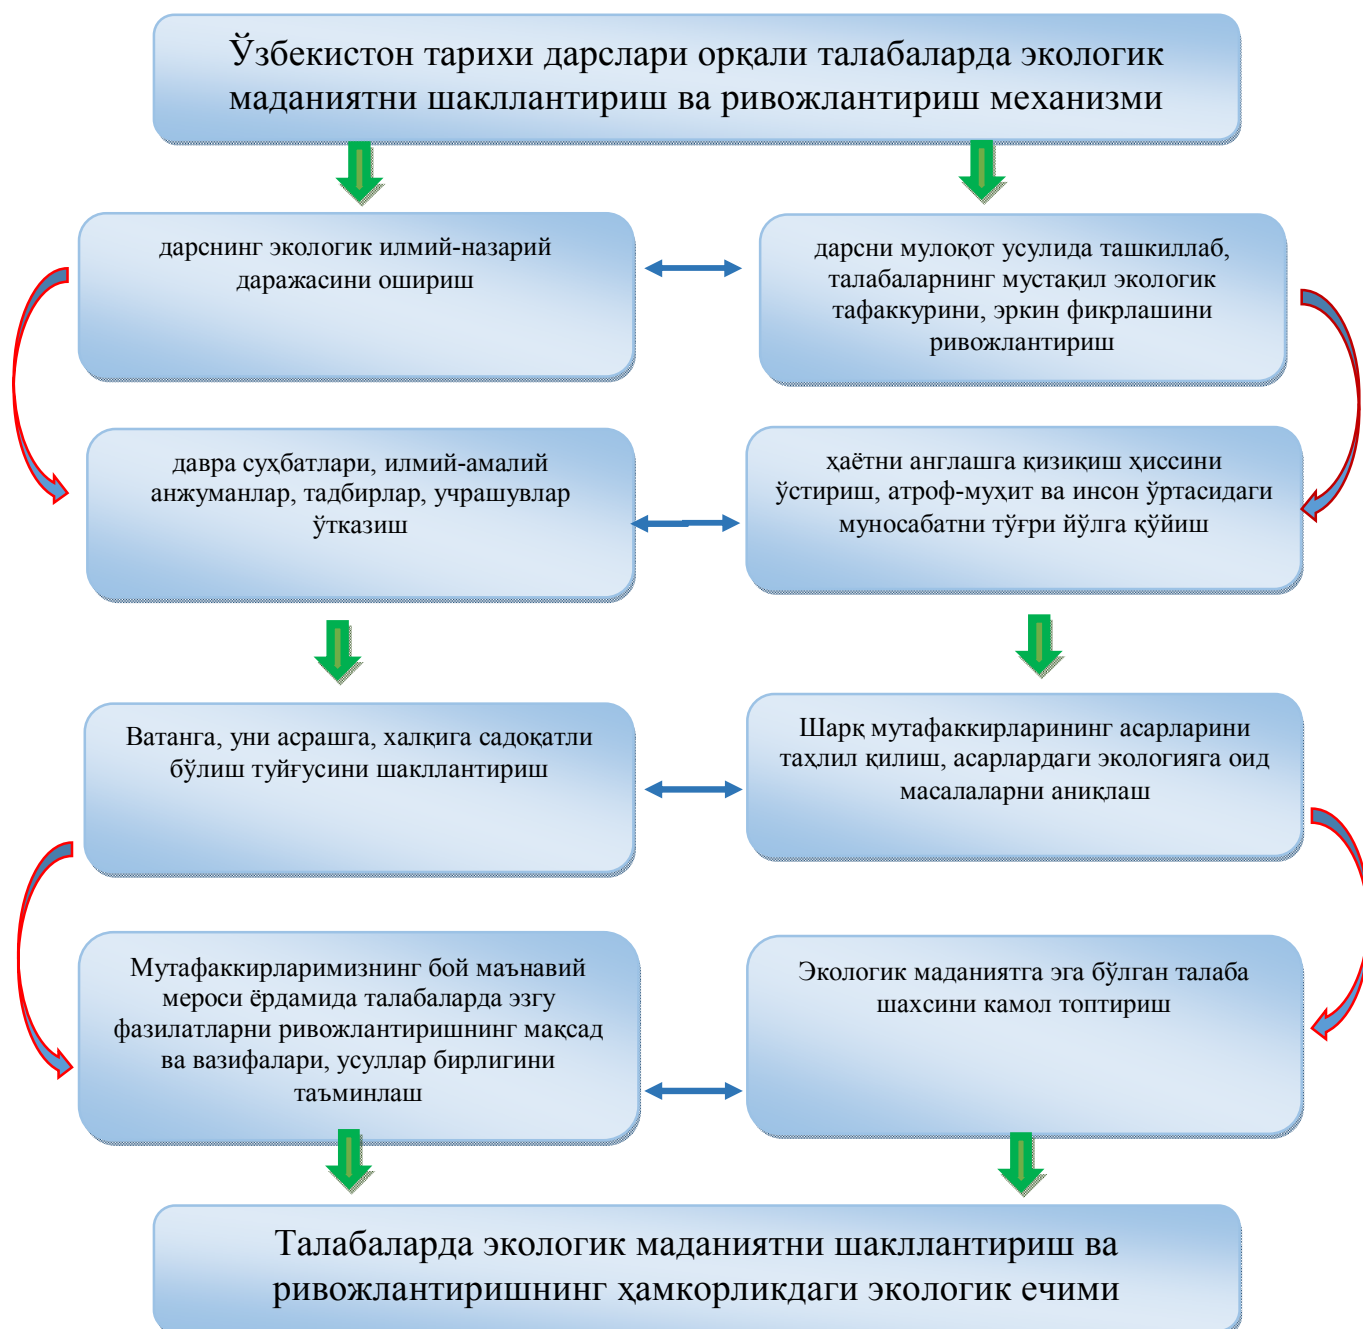 Ўзбекистон тарихи дарслари орқали талабаларда экологик
маданиятни шакллантириш ва ривожлантириш механизми
дарснинг экологик илмий-назарий
даражасини ошириш
дарсни мулоқот усулида ташкиллаб,
талабаларнинг мустақил экологик
тафаккурини, эркин фикрлашини
ривожлантириш
давра суҳбатлари, илмий-амалий
анжуманлар, тадбирлар, учрашувлар
ўтказиш
ҳаётни англашга қизиқиш ҳиссини
ўстириш, атроф-муҳит ва инсон ўртасидаги
муносабатни тўғри йўлга қўйиш
Ватанга, уни асрашга, халқига садоқатли
бўлиш туйғусини шакллантириш
Шарқ мутафаккирларининг асарларини
таҳлил қилиш, асарлардаги экологияга оид
масалаларни аниқлаш
Мутафаккирларимизнинг бой маънавий
мероси ёрдамида талабаларда эзгу
фазилатларни ривожлантиришнинг мақсад
ва вазифалари, усуллар бирлигини
таъминлаш
Экологик маданиятга эга бўлган талаба
шахсини камол топтириш
Талабаларда экологик маданиятни шакллантириш ва
ривожлантиришнинг ҳамкорликдаги экологик ечими